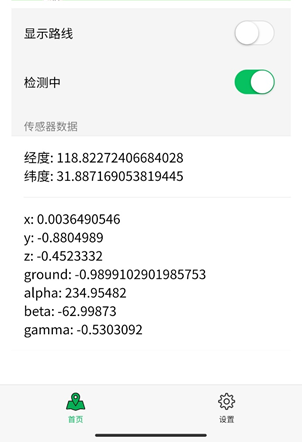 显示路线
检测中
传感器数据
经度: 118.82272406684028
纬度: 31.887169053819445
x: 0.0036490546
y: -0.8804989
z: -0.4523332
ground: -0.9899102901985753
alpha: 234.95482
beta: -62.99873
gamma: -0.5303092
首页
设置